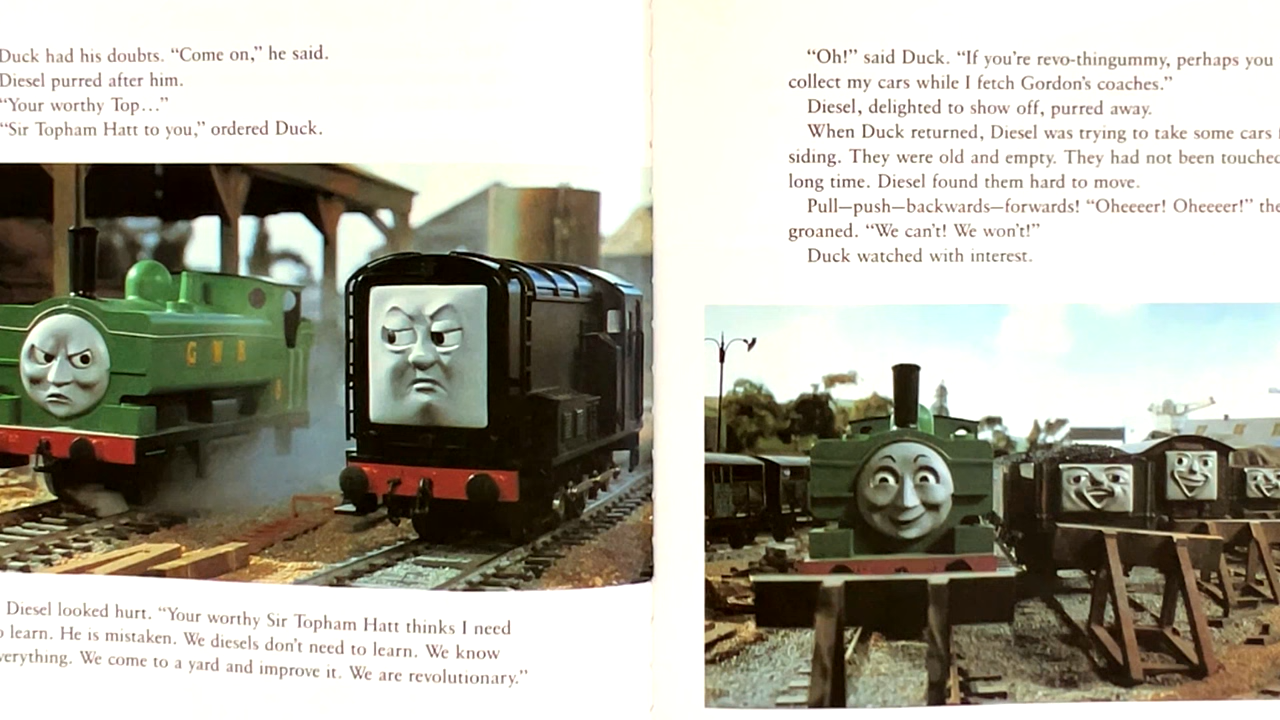 Duck had his doubts. “Come on,” he said.
Diesel purred after him.
“Your worthy Top…”
“Sir Topham Hatt to you,” ordered Duck.
G W R
Diesel looked hurt. “Your worthy Sir Topham Hatt thinks I need
learn. He is mistaken. We diesels don’t need to learn. We know
verything. We come to a yard and improve it. We are revolutionary.”
“Oh!” said Duck. “If you’re revo-thingummy, perhaps you
collect my cars while I fetch Gordon’s coaches.”
Diesel, delighted to show off, purred away.
When Duck returned, Diesel was trying to take some cars
siding. They were old and empty. They had not been touched
long time. Diesel found them hard to move.
Pull—push—backwards—forwards! “Oheeeer! Oheeeer!” the
groaned. “We can’t! We won’t!”
Duck watched with interest.